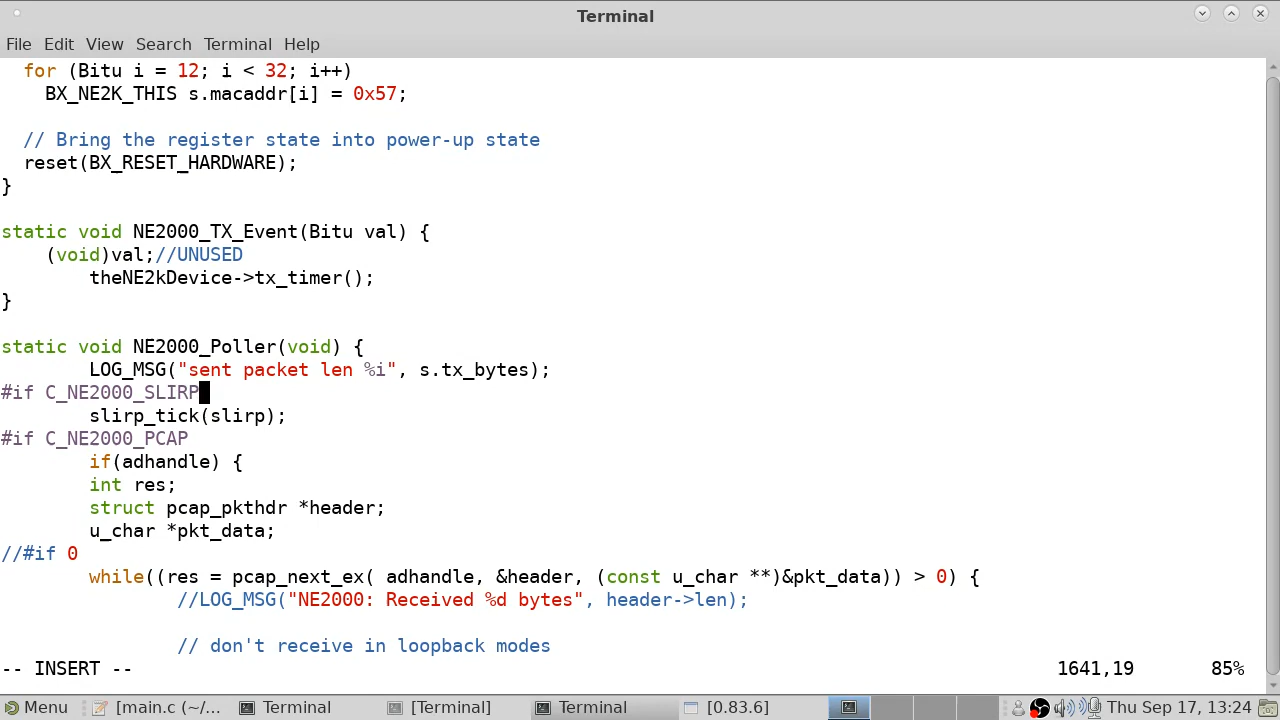 Terminal
File Edit View Search Terminal Help
for (Bitu i = 12; i < 32; i++)
BX_NE2K_THIS s.macaddr[i] = 0x57;
// Bring the register state into power-up state
reset(BX_RESET_HARDWARE);
}
static void NE2000_TX_Event(Bitu val) {
(void)val;//UNUSED
theNE2kDevice->tx_timer();
}
static void NE2000_Poller(void) {
LOG_MSG("sent packet len %i", s.tx_bytes);
#if C_NE2000_SLIRP
slirp_tick(slirp);
#if C_NE2000_PCAP
if(adhandle) {
int res;
struct pcap_pkthdr *header;
u_char *pkt_data;
//#if 0
while((res = pcap_next_ex( adhandle, &header, (const u_char **)&pkt_data)) > 0) {
//LOG_MSG("NE2000: Received %d bytes", header->len);
// don't receive in loopback modes
-- INSERT -- 1641,19 85%
Menu [main.c (~/... Terminal [Terminal] Terminal [0.83.6] Thu Sep 17, 13:24